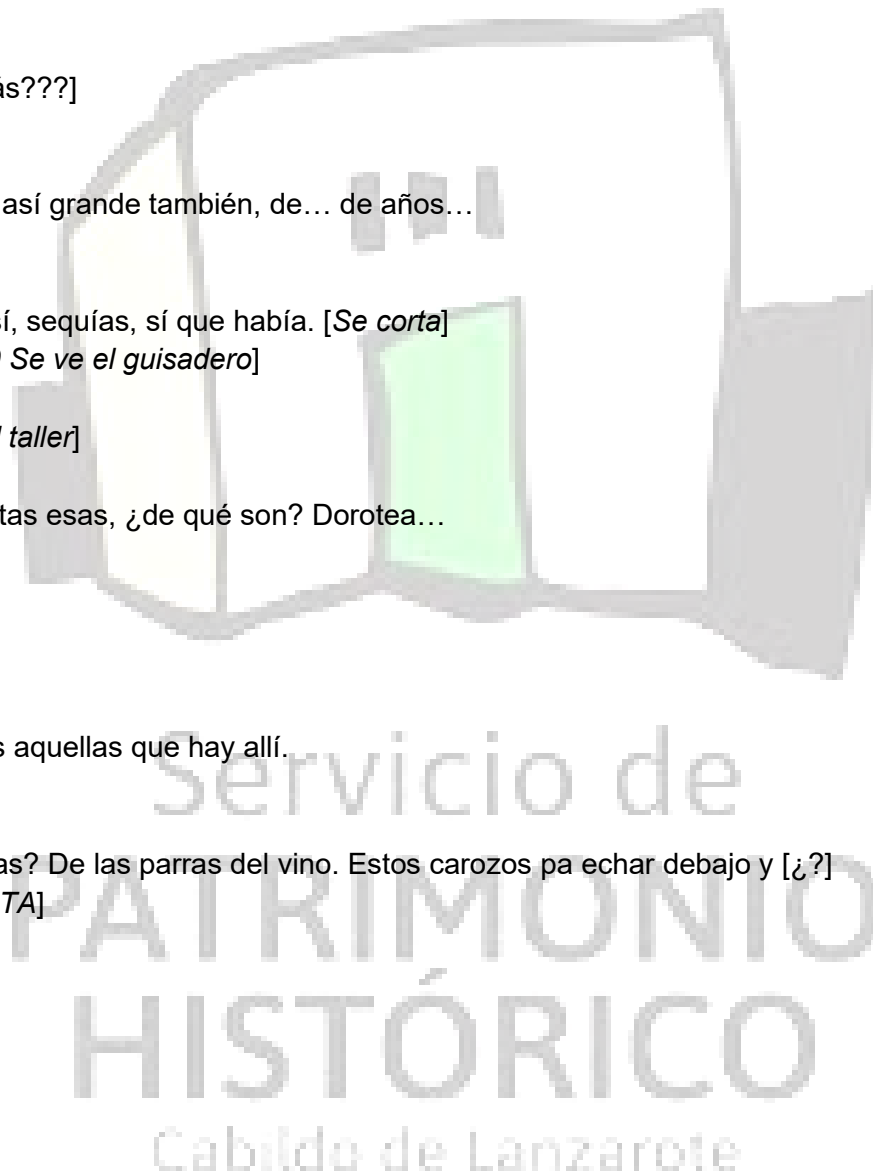 ás???]
así grande también, de… de años…
sí, sequías, sí que había. [Se corta]
Se ve el guisadero]
taller]
tas esas, ¿de qué son? Dorotea…
s aquellas que hay allí.
as? De las parras del vino. Estos carozos pa echar debajo y [¿?]
TA]
Servicio de
PATRIMONIO
HISTÓRICO
Cabildo de Lanzarote